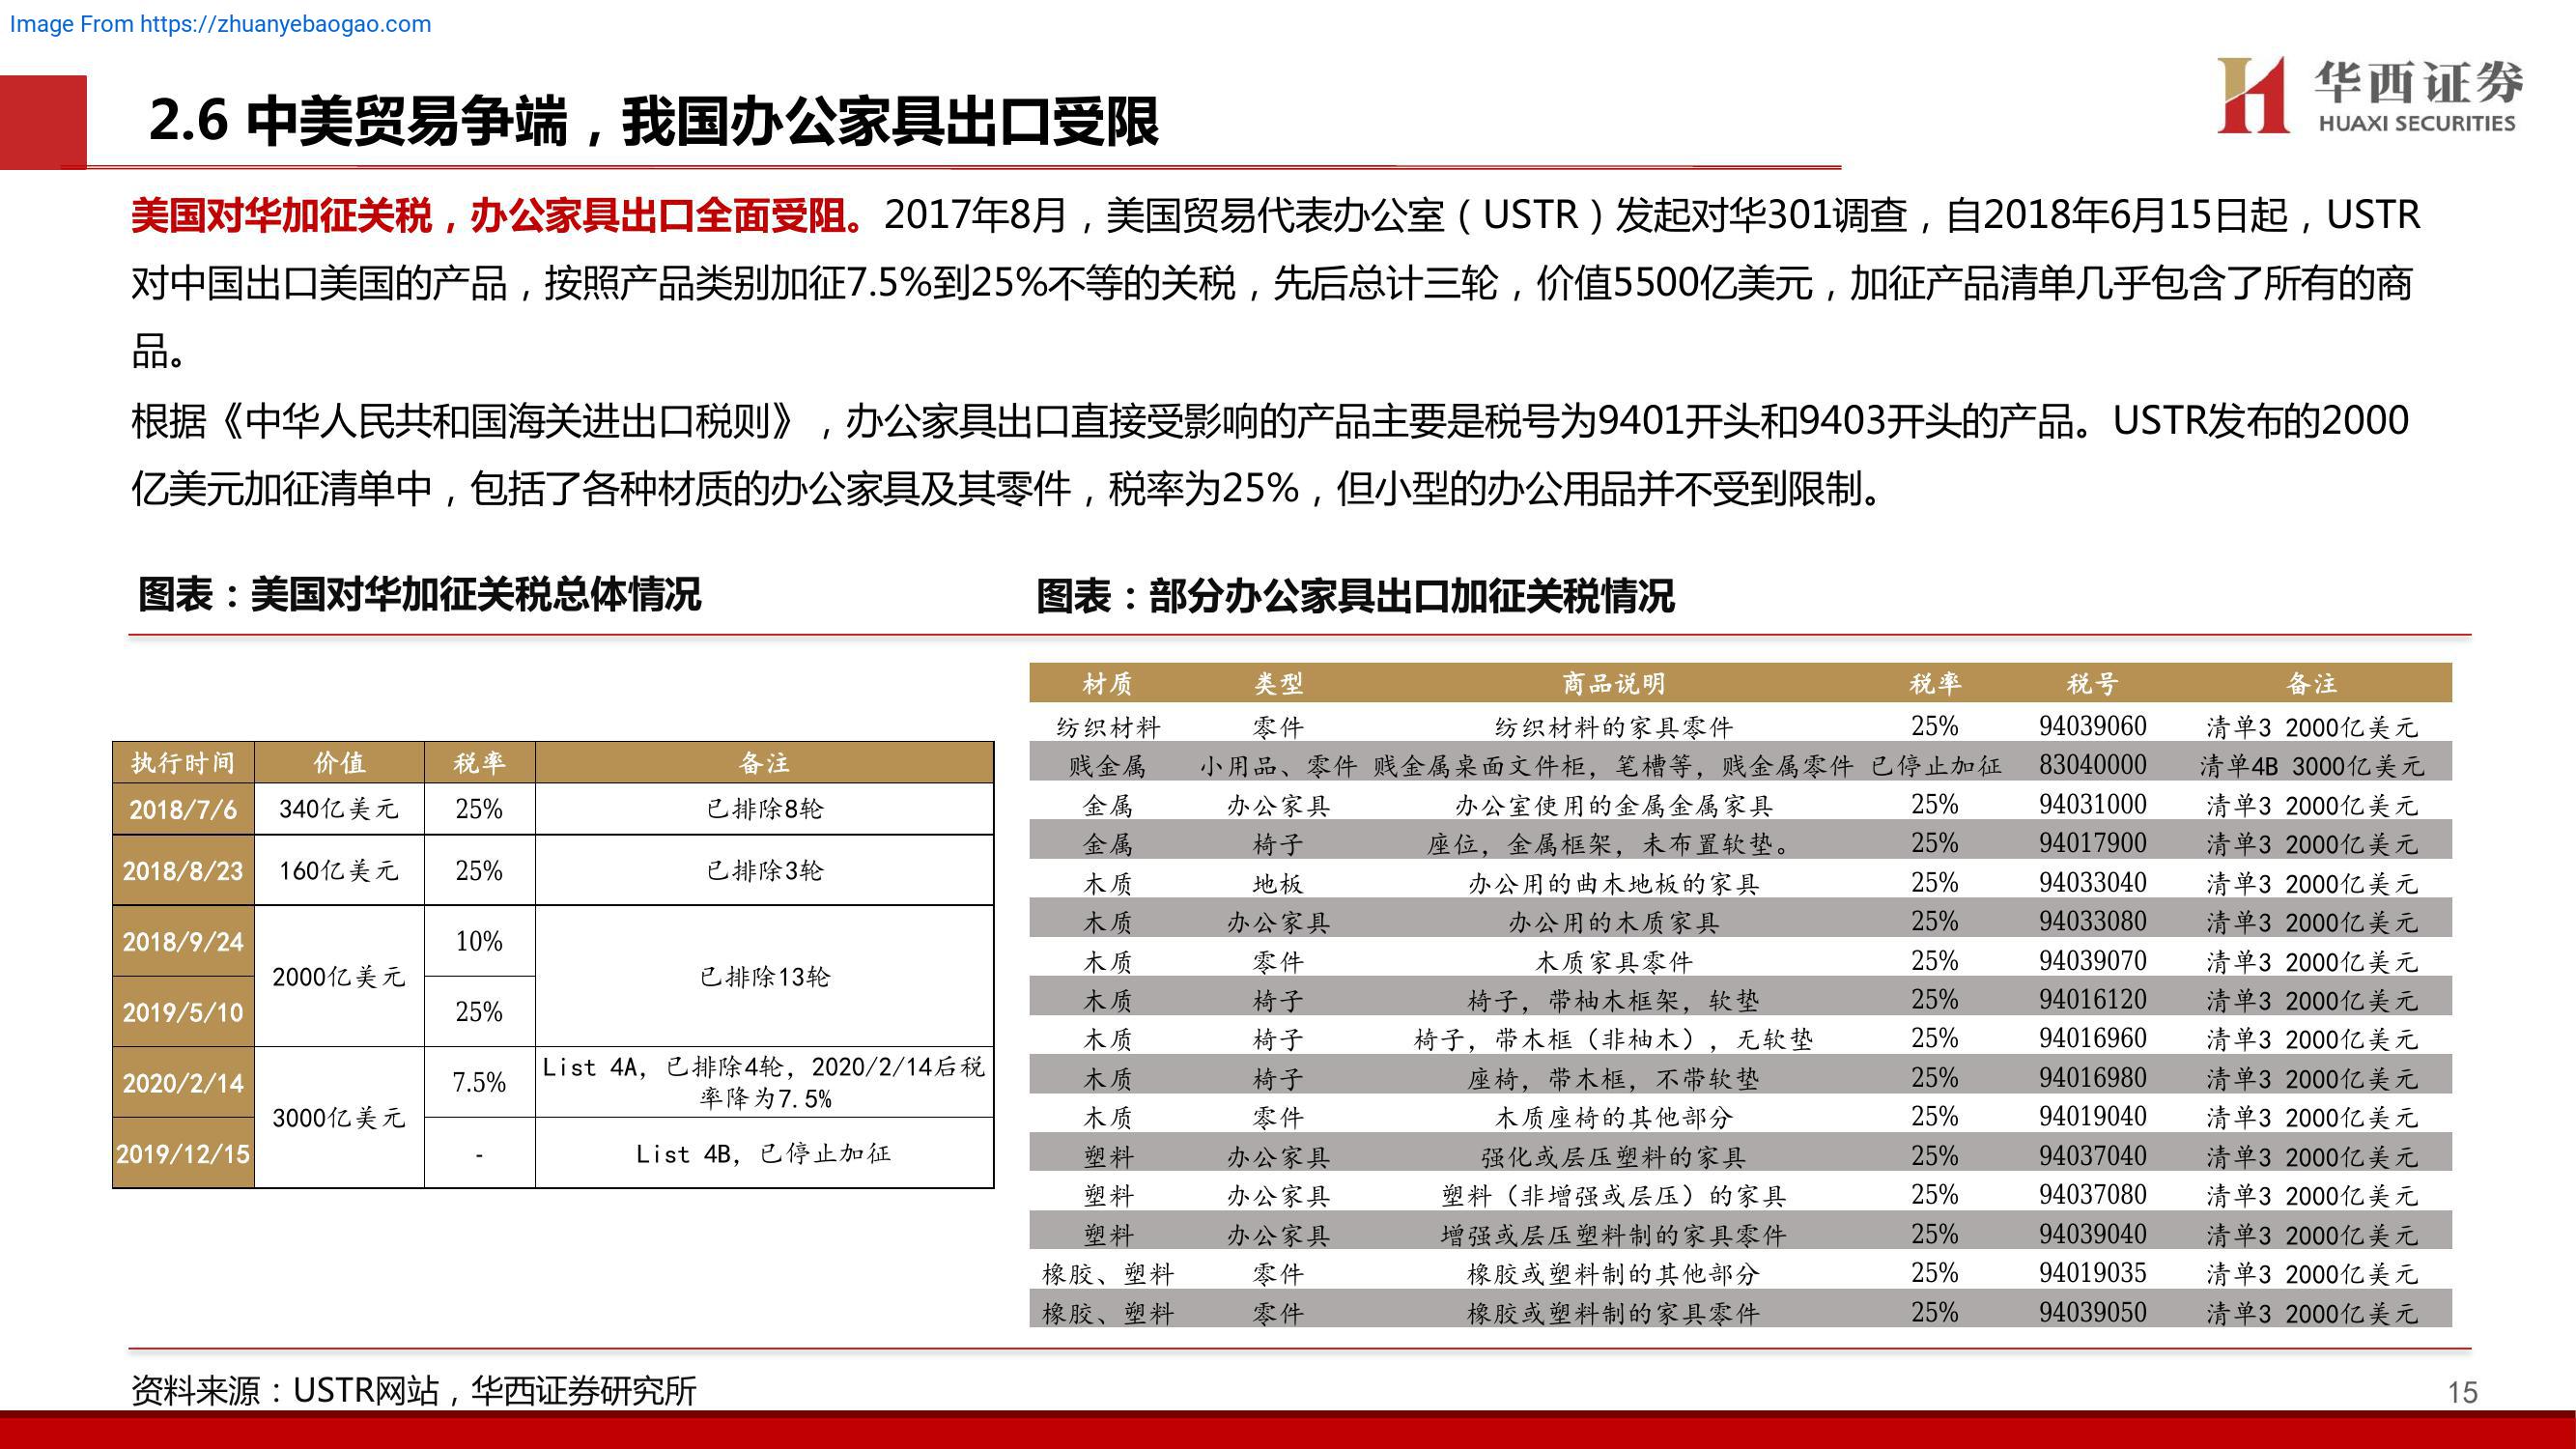 Image From https://zhuanyebaogao.com
华西证券
HUAXI SECURITIES
2.6 中美贸易争端，我国办公家具出口受限
美国对华加征关税，办公家具出口全面受阻。2017年8月，美国贸易代表办公室（USTR）发起对华301调查，自2018年6月15日起，USTR
对中国出口美国的产品，按照产品类别加征7.5%到25%不等的关税，先后总计三轮，价值5500亿美元，加征产品清单几乎包含了所有的商
品。
根据《中华人民共和国海关进出口税则》，办公家具出口直接受影响的产品主要是税号为9401开头和9403开头的产品。USTR发布的2000
亿美元加征清单中，包括了各种材质的办公家具及其零件，税率为25%，但小型的办公用品并不受到限制。
图表：美国对华加征关税总体情况
执行时间 价值 税率 备注
2018/7/6 340亿美元 25% 已排除8轮
2018/8/23 160亿美元 25% 已排除3轮
2018/9/24 2000亿美元 10% 已排除13轮
2019/5/10 25%
2020/2/14 3000亿美元 7.5% List 4A，已排除4轮，2020/2/14后税
率降为7.5%
2019/12/15 - List 4B，已停止加征
图表：部分办公家具出口加征关税情况
材质 类型 商品说明 税率 税号 备注
纺织材料 零件 纺织材料的家具零件 25% 94039060 清单3 2000亿美元
贱金属 小用品、零件 贱金属桌面文件柜，笔槽等，贱金属零件 已停止加征 83040000 清单4B 3000亿美元
金属 办公家具 办公室使用的金属金属家具 25% 94031000 清单3 2000亿美元
金属 椅子 座位，金属框架，未布置软垫。 25% 94017900 清单3 2000亿美元
木质 地板 办公用的曲木地板的家具 25% 94033040 清单3 2000亿美元
木质 办公家具 办公用的木质家具 25% 94033080 清单3 2000亿美元
木质 零件 木质家具零件 25% 94039070 清单3 2000亿美元
木质 椅子 椅子，带柚木框架，软垫 25% 94016120 清单3 2000亿美元
木质 椅子 椅子，带木框（非柚木），无软垫 25% 94016960 清单3 2000亿美元
木质 椅子 座椅，带木框，不带软垫 25% 94016980 清单3 2000亿美元
木质 零件 木质座椅的其他部分 25% 94019040 清单3 2000亿美元
塑料 办公家具 强化或层压塑料的家具 25% 94037040 清单3 2000亿美元
塑料 办公家具 塑料（非增强或层压）的家具 25% 94037080 清单3 2000亿美元
塑料 办公家具 增强或层压塑料制的家具零件 25% 94039040 清单3 2000亿美元
橡胶、塑料 零件 橡胶或塑料制的其他部分 25% 94019035 清单3 2000亿美元
橡胶、塑料 零件 橡胶或塑料制的家具零件 25% 94039050 清单3 2000亿美元
资料来源：USTR网站，华西证券研究所
15